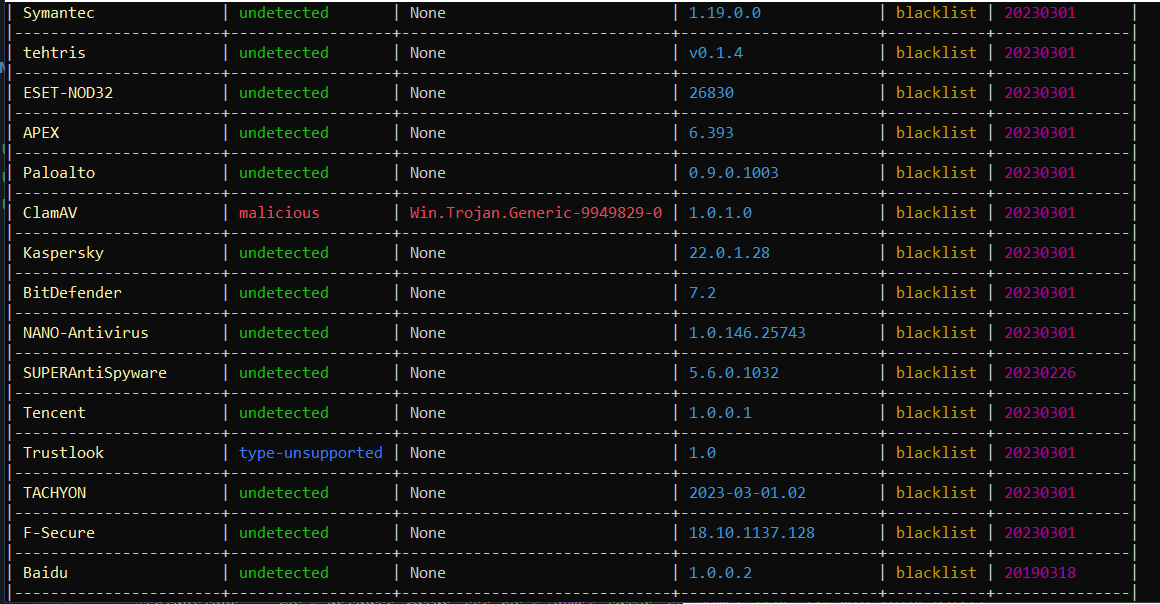 | Symantec | undetected | None | 1.19.0.0 | blacklist | 20230301 |
| tehtris | undetected | None | v0.1.4 | blacklist | 20230301 |
| ESET-NOD32 | undetected | None | 26830 | blacklist | 20230301 |
| APEX | undetected | None | 6.393 | blacklist | 20230301 |
| Paloalto | undetected | None | 0.9.0.1003 | blacklist | 20230301 |
| ClamAV | malicious | Win.Trojan.Generic-9949829-0 | 1.0.1.0 | blacklist | 20230301 |
| Kaspersky | undetected | None | 22.0.1.28 | blacklist | 20230301 |
| BitDefender | undetected | None | 7.2 | blacklist | 20230301 |
| NANO-Antivirus | undetected | None | 1.0.146.25743 | blacklist | 20230301 |
| SUPERAntiSpyware | undetected | None | 5.6.0.1032 | blacklist | 20230226 |
| Tencent | undetected | None | 1.0.0.1 | blacklist | 20230301 |
| Trustlook | type-unsupported | None | 1.0 | blacklist | 20230301 |
| TACHYON | undetected | None | 2023-03-01.02 | blacklist | 20230301 |
| F-Secure | undetected | None | 18.10.1137.128 | blacklist | 20230301 |
| Baidu | undetected | None | 1.0.0.2 | blacklist | 20190318 |